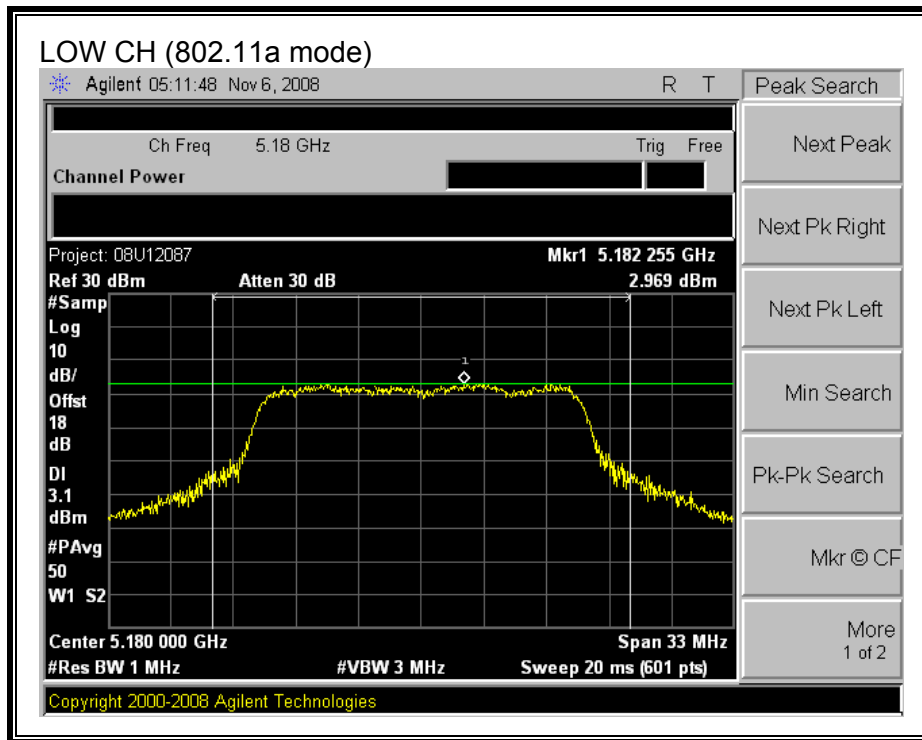 LOW CH (802.11a mode)
Agilent 05:11:48 Nov 6, 2008 R T
Peak Search
Ch Freq 5.18 GHz Trig Free
Channel Power
Next Peak
Next Pk Right
Project: 08U12087 Mkr1 5.182 255 GHz
Ref 30 dBm Atten 30 dB 2.969 dBm
#Samp
Log
10
dB/
Offst
18
dB
DI
3.1
dBm
#PAvg
50
W1 S2
1
Next Pk Left
Min Search
Pk-Pk Search
Mkr © CF
More
1 of 2
Center 5.180 000 GHz Span 33 MHz
#Res BW 1 MHz #VBW 3 MHz Sweep 20 ms (601 pts)
Copyright 2000-2008 Agilent Technologies